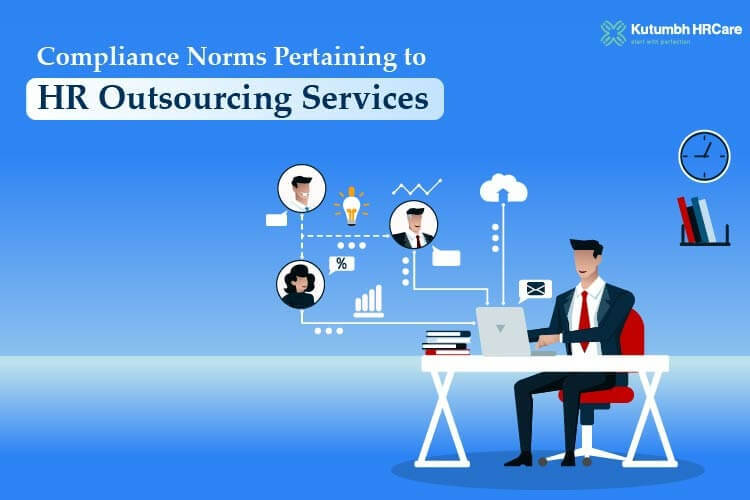 Kutumbh HRCare
start with perfection
Compliance Norms Pertaining to
HR Outsourcing Services
%